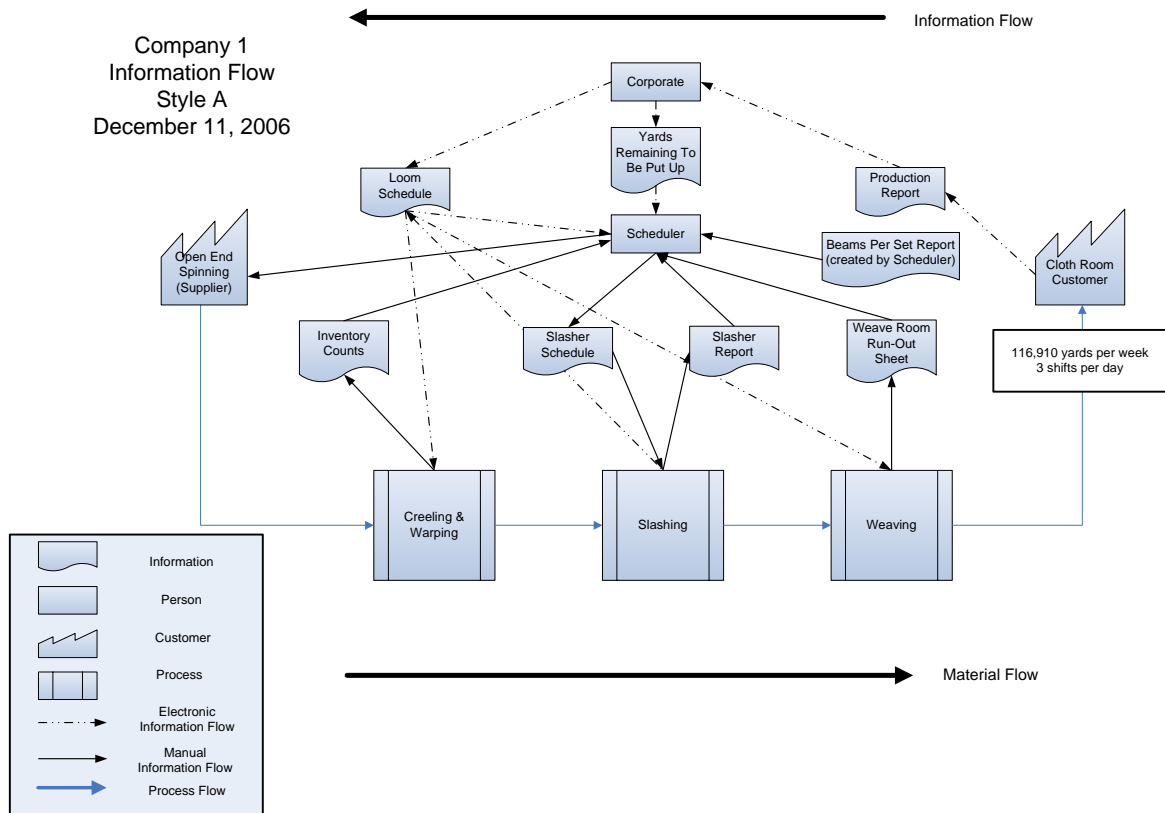 Information Flow
Company 1
Information Flow
Style A
December 11, 2006
Corporate
Yards
Remaining To
Be Put Up
Loom
Schedule
Production
Report
Scheduler
Beams Per Set Report
(created by Scheduler)
Open End
Spinning
(Supplier)
Cloth Room
Customer
Inventory
Counts
Slasher
Schedule
Slasher
Report
Weave Room
Run-Out
Sheet
116,910 yards per week
3 shifts per day
Creeling &
Warping
Slashing
Weaving
Information
Person
Customer
Process
Electronic
Information Flow
Manual
Information Flow
Process Flow
Material Flow